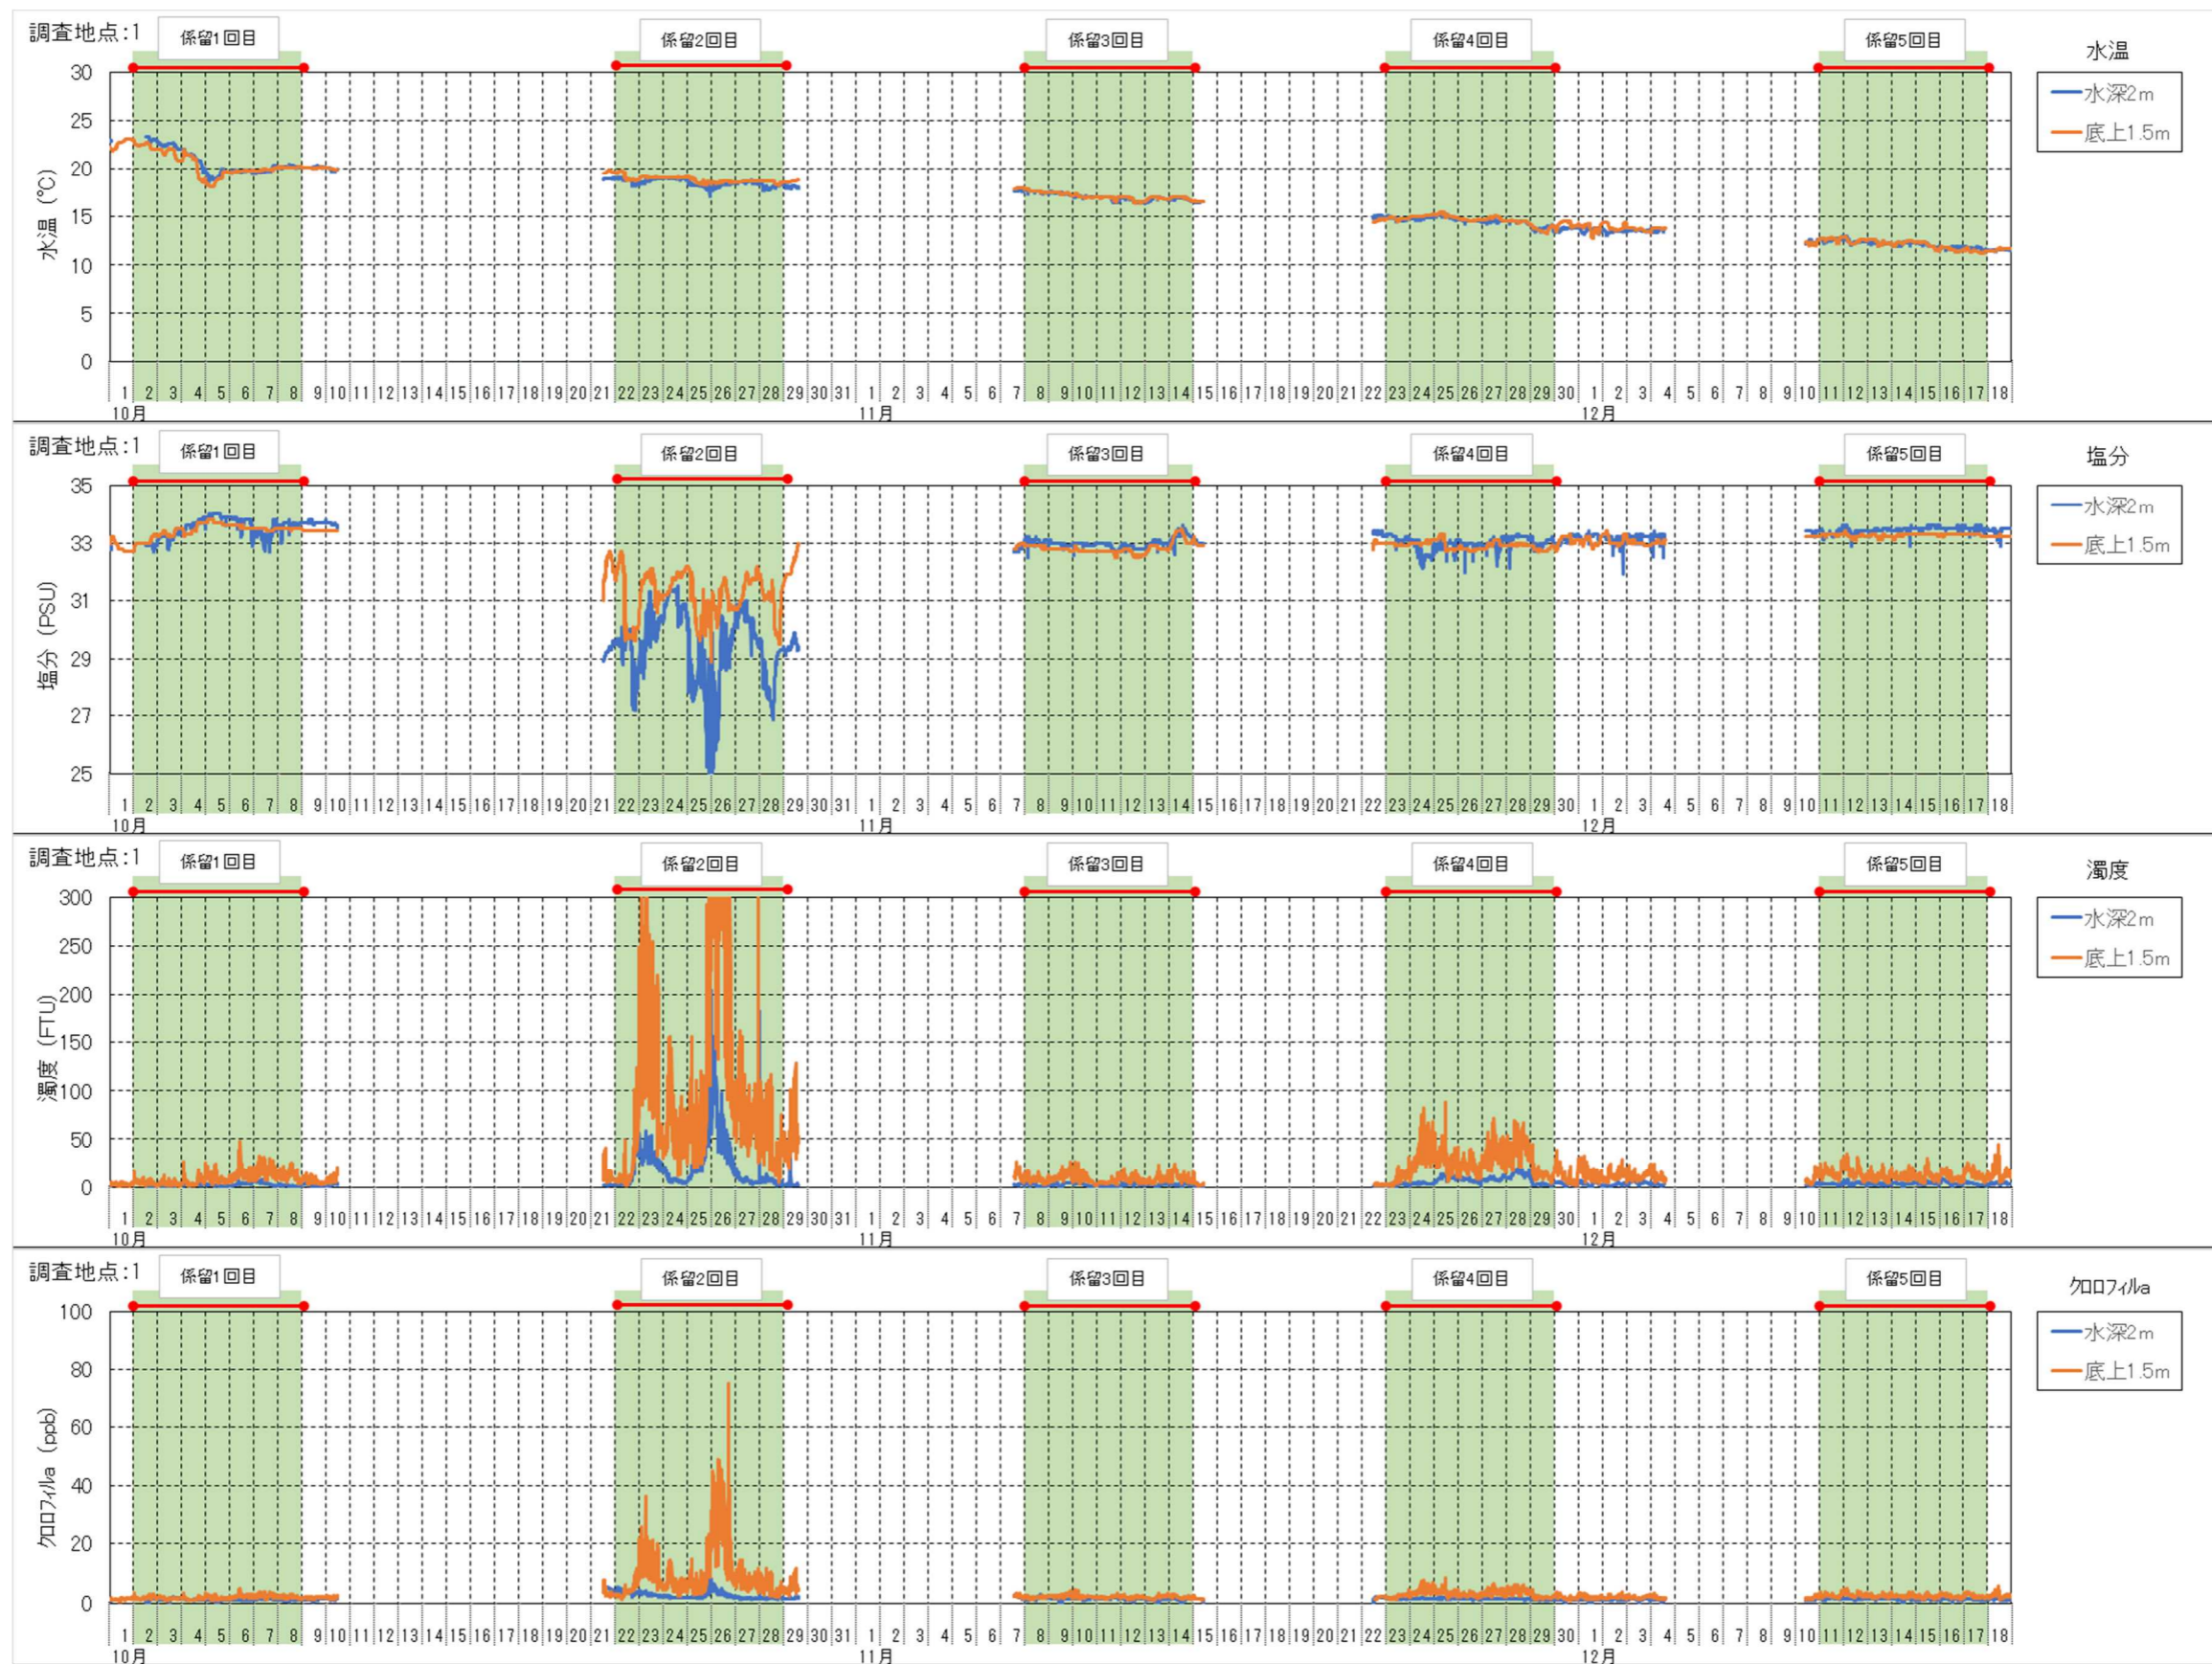 調査地点:1
係留1回目 係留2回目 係留3回目 係留4回目 係留5回目
水温
水深2m
底上1.5m
水温 (℃)
30
25
20
15
10
5
0
1 2 3 4 5 6 7 8 9 10 11 12 13 14 15 16 17 18 19 20 21 22 23 24 25 26 27 28 29 30 31 1 2 3 4 5 6 7 8 9 10 11 12 13 14 15 16 17 18 19 20 21 22 23 24 25 26 27 28 29 30 1 2 3 4 5 6 7 8 9 10 11 12 13 14 15 16 17 18
10月 11月 12月
調査地点:1
係留1回目 係留2回目 係留3回目 係留4回目 係留5回目
塩分
水深2m
底上1.5m
塩分 (PSU)
35
33
31
29
27
25
1 2 3 4 5 6 7 8 9 10 11 12 13 14 15 16 17 18 19 20 21 22 23 24 25 26 27 28 29 30 31 1 2 3 4 5 6 7 8 9 10 11 12 13 14 15 16 17 18 19 20 21 22 23 24 25 26 27 28 29 30 1 2 3 4 5 6 7 8 9 10 11 12 13 14 15 16 17 18
10月 11月 12月
調査地点:1
係留1回目 係留2回目 係留3回目 係留4回目 係留5回目
濁度
水深2m
底上1.5m
濁度 (FTU)
300
250
200
150
100
50
0
1 2 3 4 5 6 7 8 9 10 11 12 13 14 15 16 17 18 19 20 21 22 23 24 25 26 27 28 29 30 31 1 2 3 4 5 6 7 8 9 10 11 12 13 14 15 16 17 18 19 20 21 22 23 24 25 26 27 28 29 30 1 2 3 4 5 6 7 8 9 10 11 12 13 14 15 16 17 18
10月 11月 12月
調査地点:1
係留1回目 係留2回目 係留3回目 係留4回目 係留5回目
ｸﾛﾛﾌｨﾙa
水深2m
底上1.5m
ｸﾛﾛﾌｨﾙa (ppb)
100
80
60
40
20
0
1 2 3 4 5 6 7 8 9 10 11 12 13 14 15 16 17 18 19 20 21 22 23 24 25 26 27 28 29 30 31 1 2 3 4 5 6 7 8 9 10 11 12 13 14 15 16 17 18 19 20 21 22 23 24 25 26 27 28 29 30 1 2 3 4 5 6 7 8 9 10 11 12 13 14 15 16 17 18
10月 11月 12月